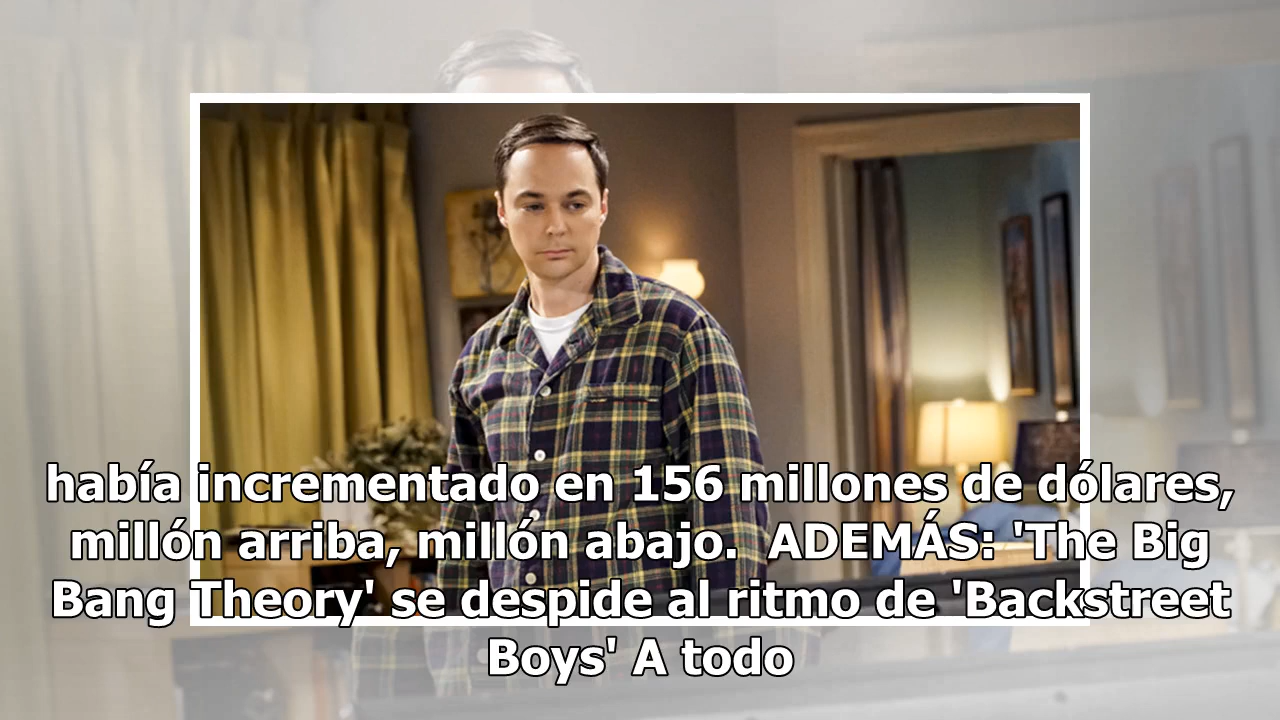 había incrementado en 156 millones de dólares,
millón arriba, millón abajo.  ADEMÁS: 'The Big
Bang Theory' se despide al ritmo de 'Backstreet
Boys' A todo